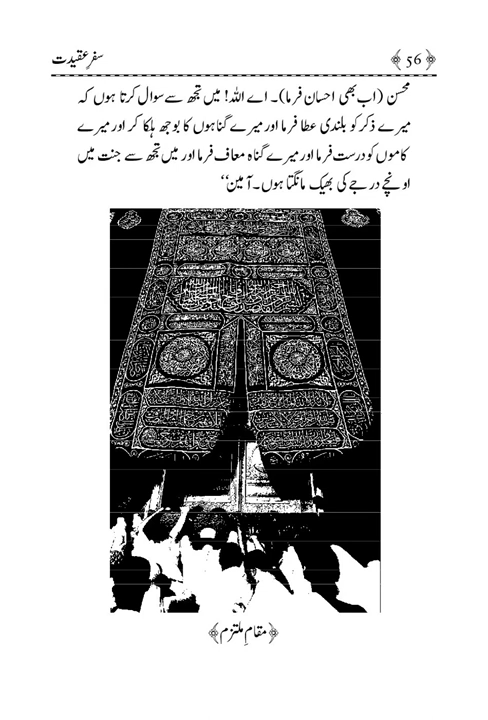 سفرِ عقیدت ﴿ 56 ﴾
محسن (اب بھی احسان فرما)۔ اے اللہ! میں تجھ سے سوال کرتا ہوں کہ
میرے ذکر کو بلندی عطا فرما اور میرے گناہوں کا بوجھ ہلکا کر اور میرے
کاموں کو درست فرما اور میرے گناہ معاف فرما اور میں تجھ سے جنت میں
اونچے درجے کی بھیک مانگتا ہوں۔ آمین‘‘
﴿ مقامِ ملتزم ﴾